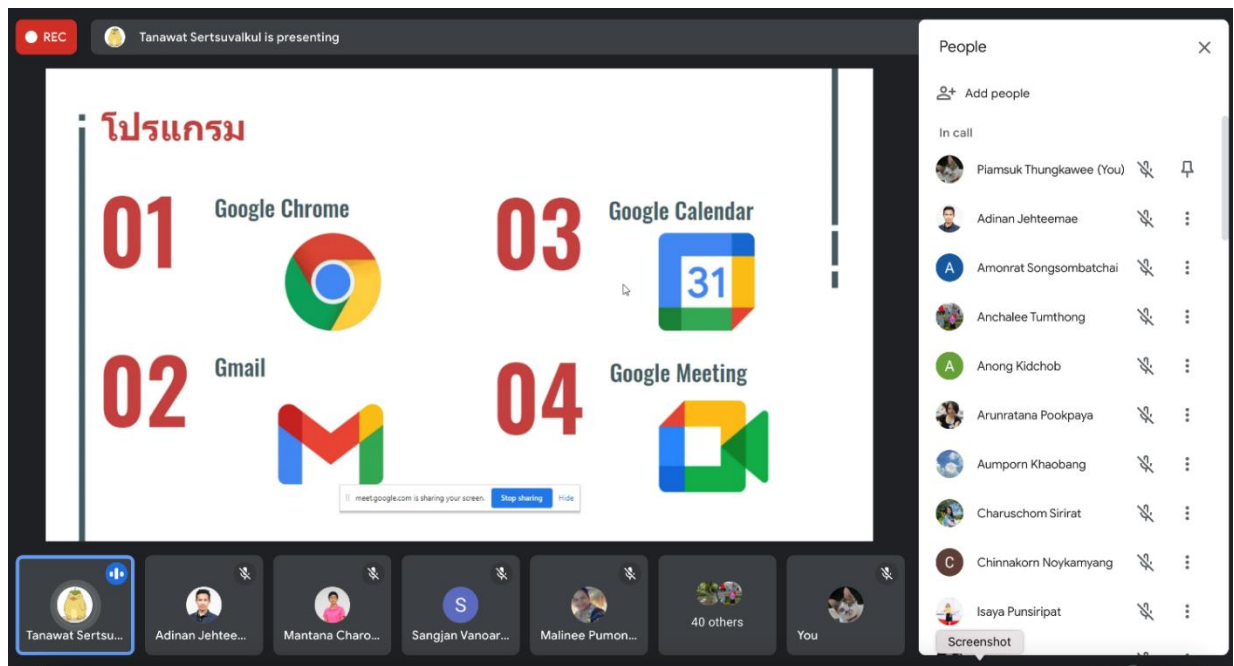 REC
Tanawat Sertsuvalkul is presenting
โปรแกรม
01
Google Chrome
02
Gmail
03
Google Calendar
31
04
Google Meeting
meet.google.com is sharing your screen.
Stop sharing
Hide
Tanawat Sertsu...
Adinan Jehtee...
Mantana Charo...
S
Sangjan Vanoar...
Malinee Pumon...
40 others
You
People
Add people
In call
Piamsuk Thungkawee (You)
Adinan Jehteemae
A
Amonrat Songsombatchai
Anchalee Tumthong
A
Anong Kidchob
Arunratana Pookpaya
Aumporn Khaobang
Charuschom Sirirat
C
Chinnakorn Noykamyang
Isaya Punsiripat
Screenshot